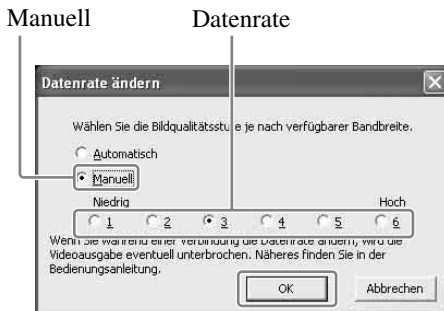 Manuell Datenrate
Datenrate ändern
Wählen Sie die Bildqualitätsstufe je nach verfügbarer Bandbreite.
Automatisch
Manuell
Niedrig Hoch
1 2 3 4 5 6
Wenn Sie während einer Verbindung die Datenrate ändern, wird die
Videoausgabe eventuell unterbrochen. Näheres finden Sie in der
Bedienungsanleitung.
OK Abbrechen